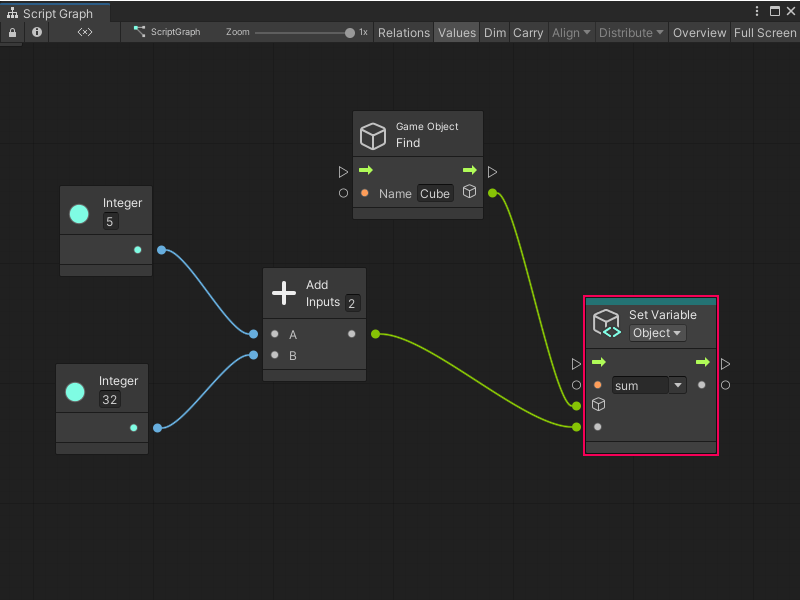 Script Graph
<×> ScriptGraph Zoom 1x Relations Values Dim Carry Align Distribute Overview Full Screen
Game Object
Find
Name Cube
Integer
5
Add
Inputs 2
A
B
Set Variable
Object
sum
Integer
32